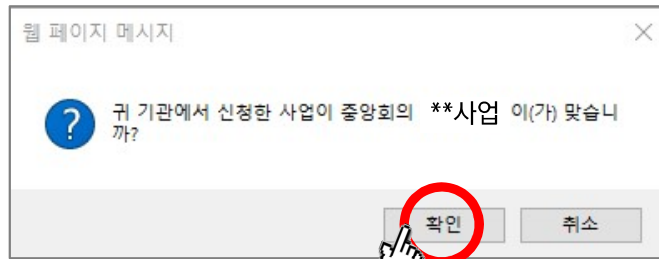 웹 페이지 메시지
귀 기관에서 신청한 사업이 중앙회의 **사업 이(가) 맞습니
까?
확인 취소